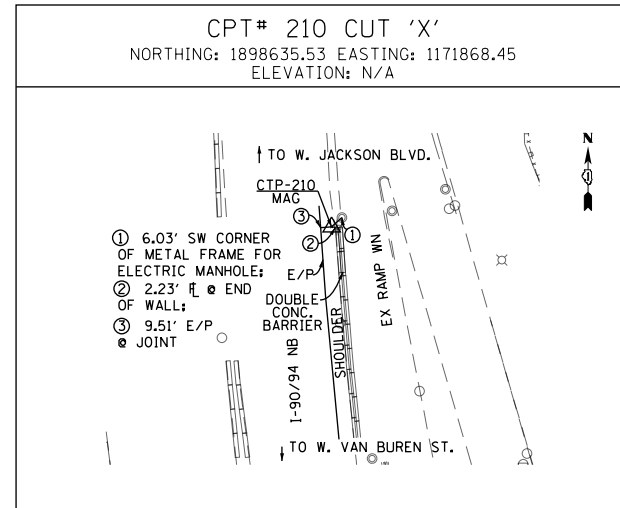 CPT# 210 CUT 'X'
NORTHING: 1898635.53 EASTING: 1171868.45
ELEVATION: N/A
TO W. JACKSON BLVD.
N
CTP-210
MAG
③
①
②
① 6.03' SW CORNER
OF METAL FRAME FOR
ELECTRIC MANHOLE;
② 2.23' @ END
OF WALL;
③ 9.51' E/P
@ JOINT
E/P
DOUBLE
CONC.
BARRIER
SHOULDER
EX RAMP WN
I-90/94 NB
TO W. VAN BUREN ST.